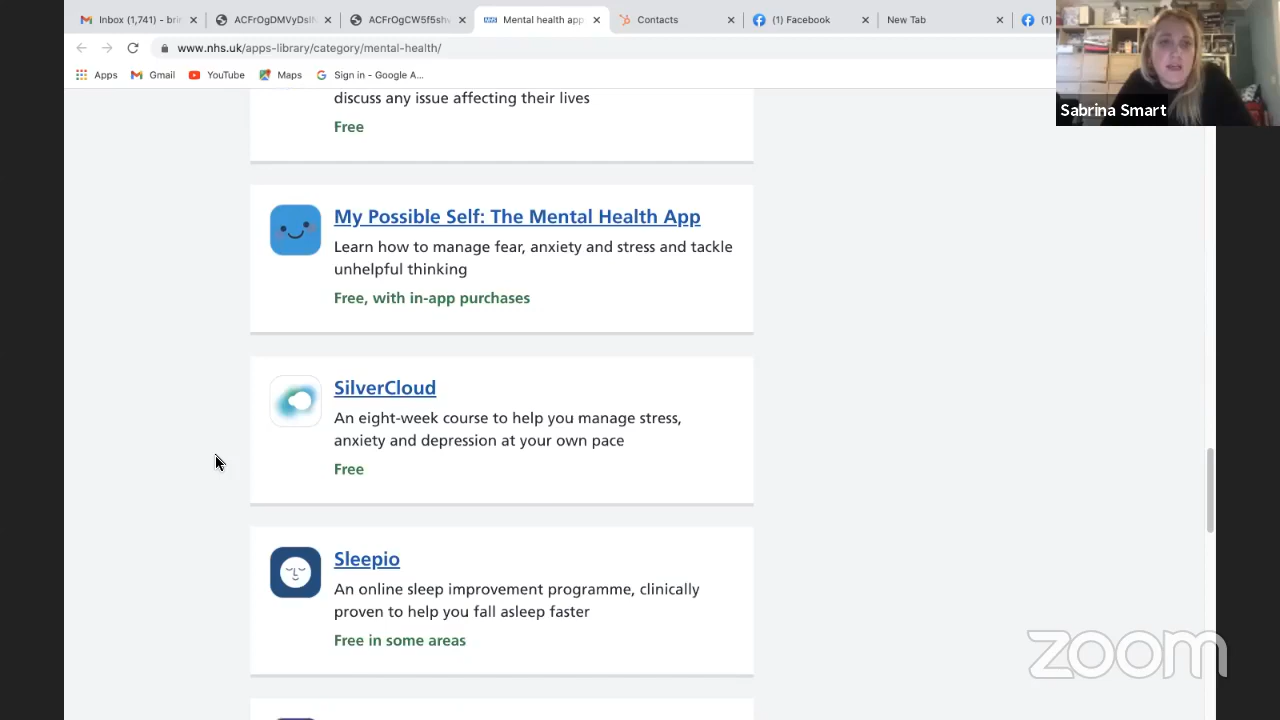 Inbox (1,741) - brin
ACFrOgDMVyDsIN
ACFrOgCW5f5shv
NHS
Mental health app
Contacts
(1) Facebook
New Tab
(1)
www.nhs.uk/apps-library/category/mental-health/
Apps
Gmail
YouTube
Maps
Sign in - Google A...
Sabrina Smart
discuss any issue affecting their lives
Free
My Possible Self: The Mental Health App
Learn how to manage fear, anxiety and stress and tackle
unhelpful thinking
Free, with in-app purchases
SilverCloud
An eight-week course to help you manage stress,
anxiety and depression at your own pace
Free
Sleepio
An online sleep improvement programme, clinically
proven to help you fall asleep faster
Free in some areas
zoom